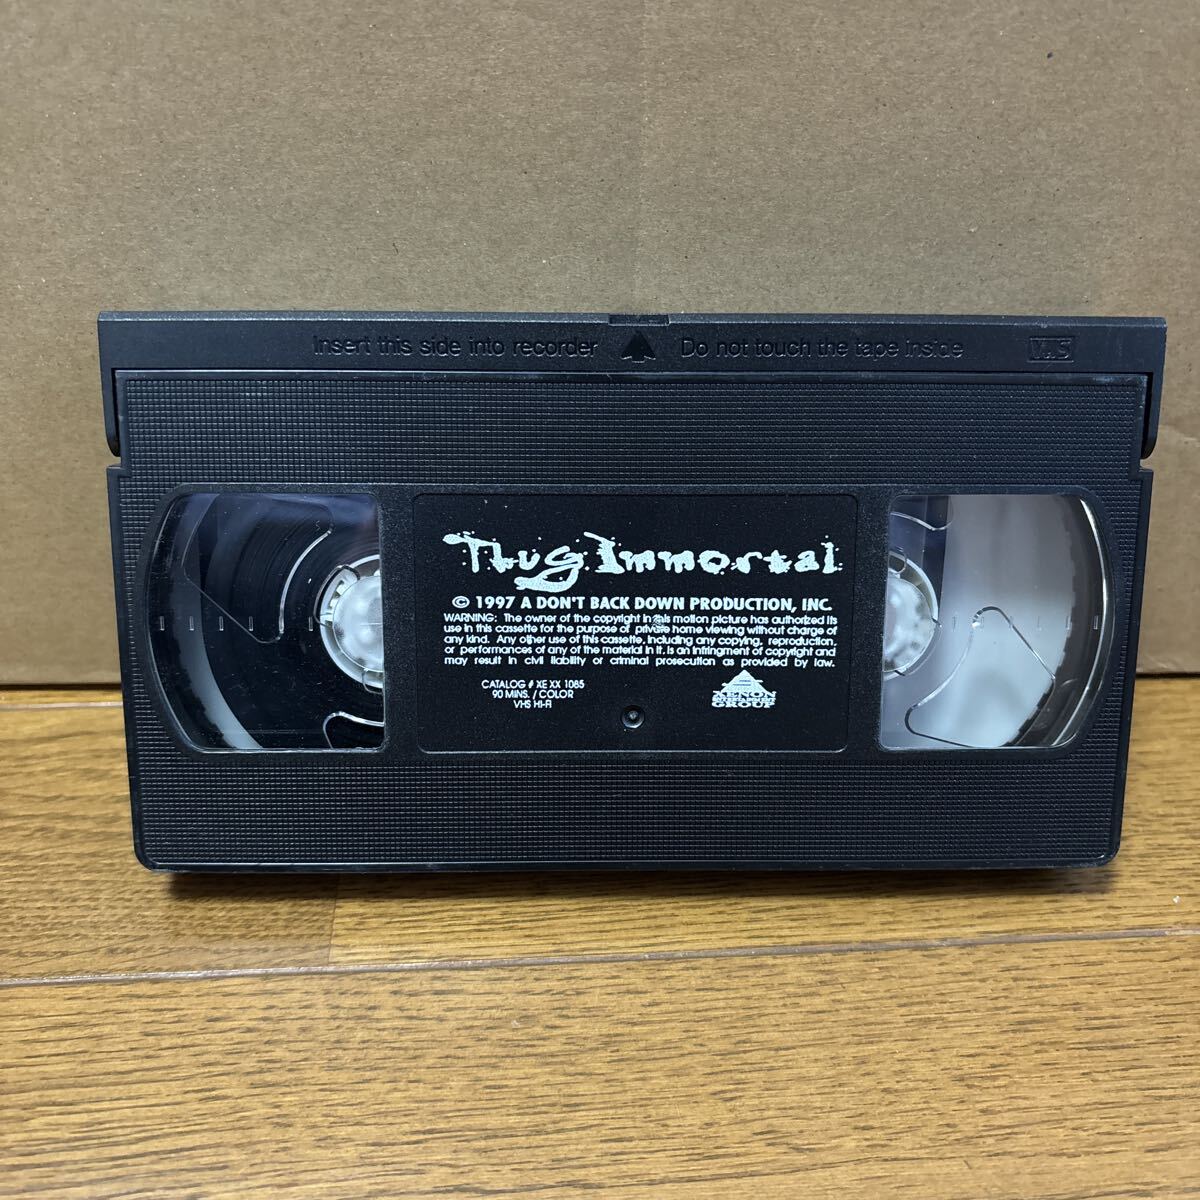 Insert this side into recorder Do not touch the tape inside VHS
Thug Immortal
© 1997 A DON'T BACK DOWN PRODUCTION, INC.
WARNING: The owner of the copyright in this motion picture has authorized its
use in this cassette for the purpose of private home viewing without charge of
any kind. Any other use of this cassette, including any copying, reproduction,
or performances of any of the material in it, is an infringment of copyright and
may result in civil liability or criminal prosecution as provided by law.
CATALOG # XE XX 1085
90 MINS. / COLOR
VHS HI-FI
XENON
ENTERTAINMENT
GROUP